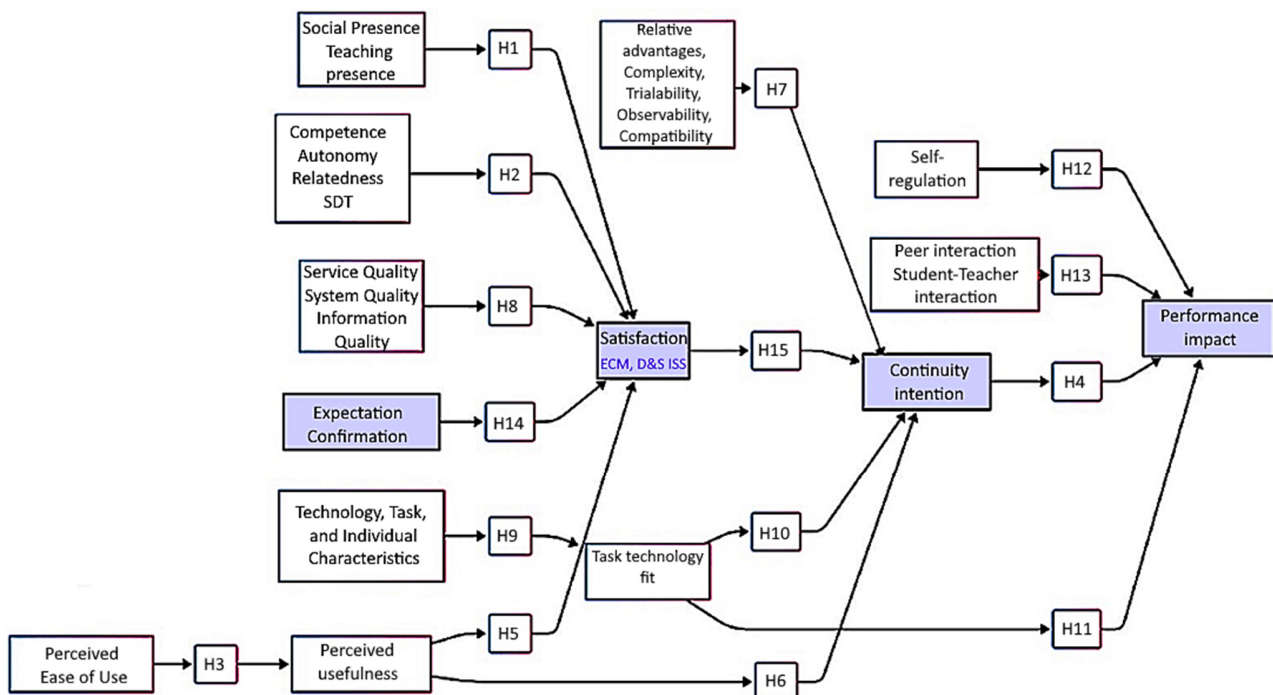 Social Presence
Teaching
presence
H1
Relative
advantages,
Complexity,
Trialability,
Observability,
Compatibility
H7
Competence
Autonomy
Relatedness
SDT
H2
Self-
regulation
H12
Service Quality
System Quality
Information
Quality
H8
Peer interaction
Student-Teacher
interaction
H13
Satisfaction
ECM, D&S ISS
H15
Performance
impact
Continuity
intention
H4
Expectation
Confirmation
H14
Technology, Task,
and Individual
Characteristics
H9
Task technology
fit
H10
H11
Perceived
Ease of Use
H3
Perceived
usefulness
H5
H6